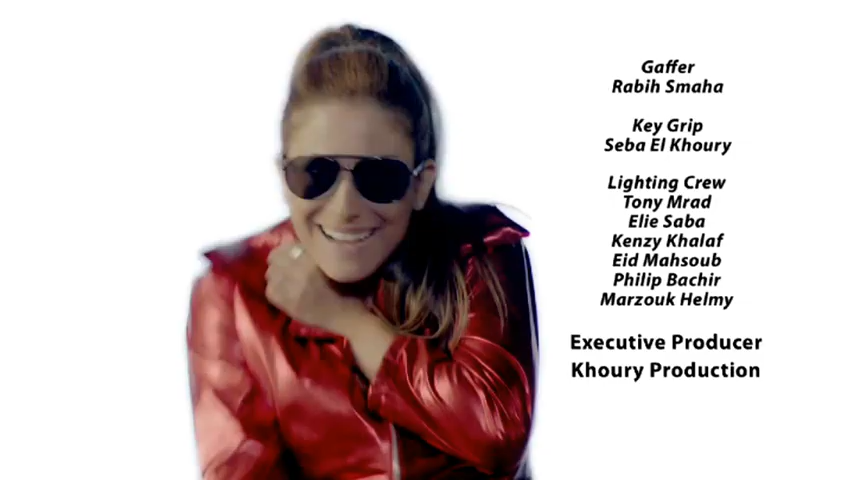 Gaffer
Rabih Smaha
Key Grip
Seba El Khoury
Lighting Crew
Tony Mrad
Elie Saba
Kenzy Khalaf
Eid Mahsoub
Philip Bachir
Marzouk Helmy
Executive Producer
Khoury Production